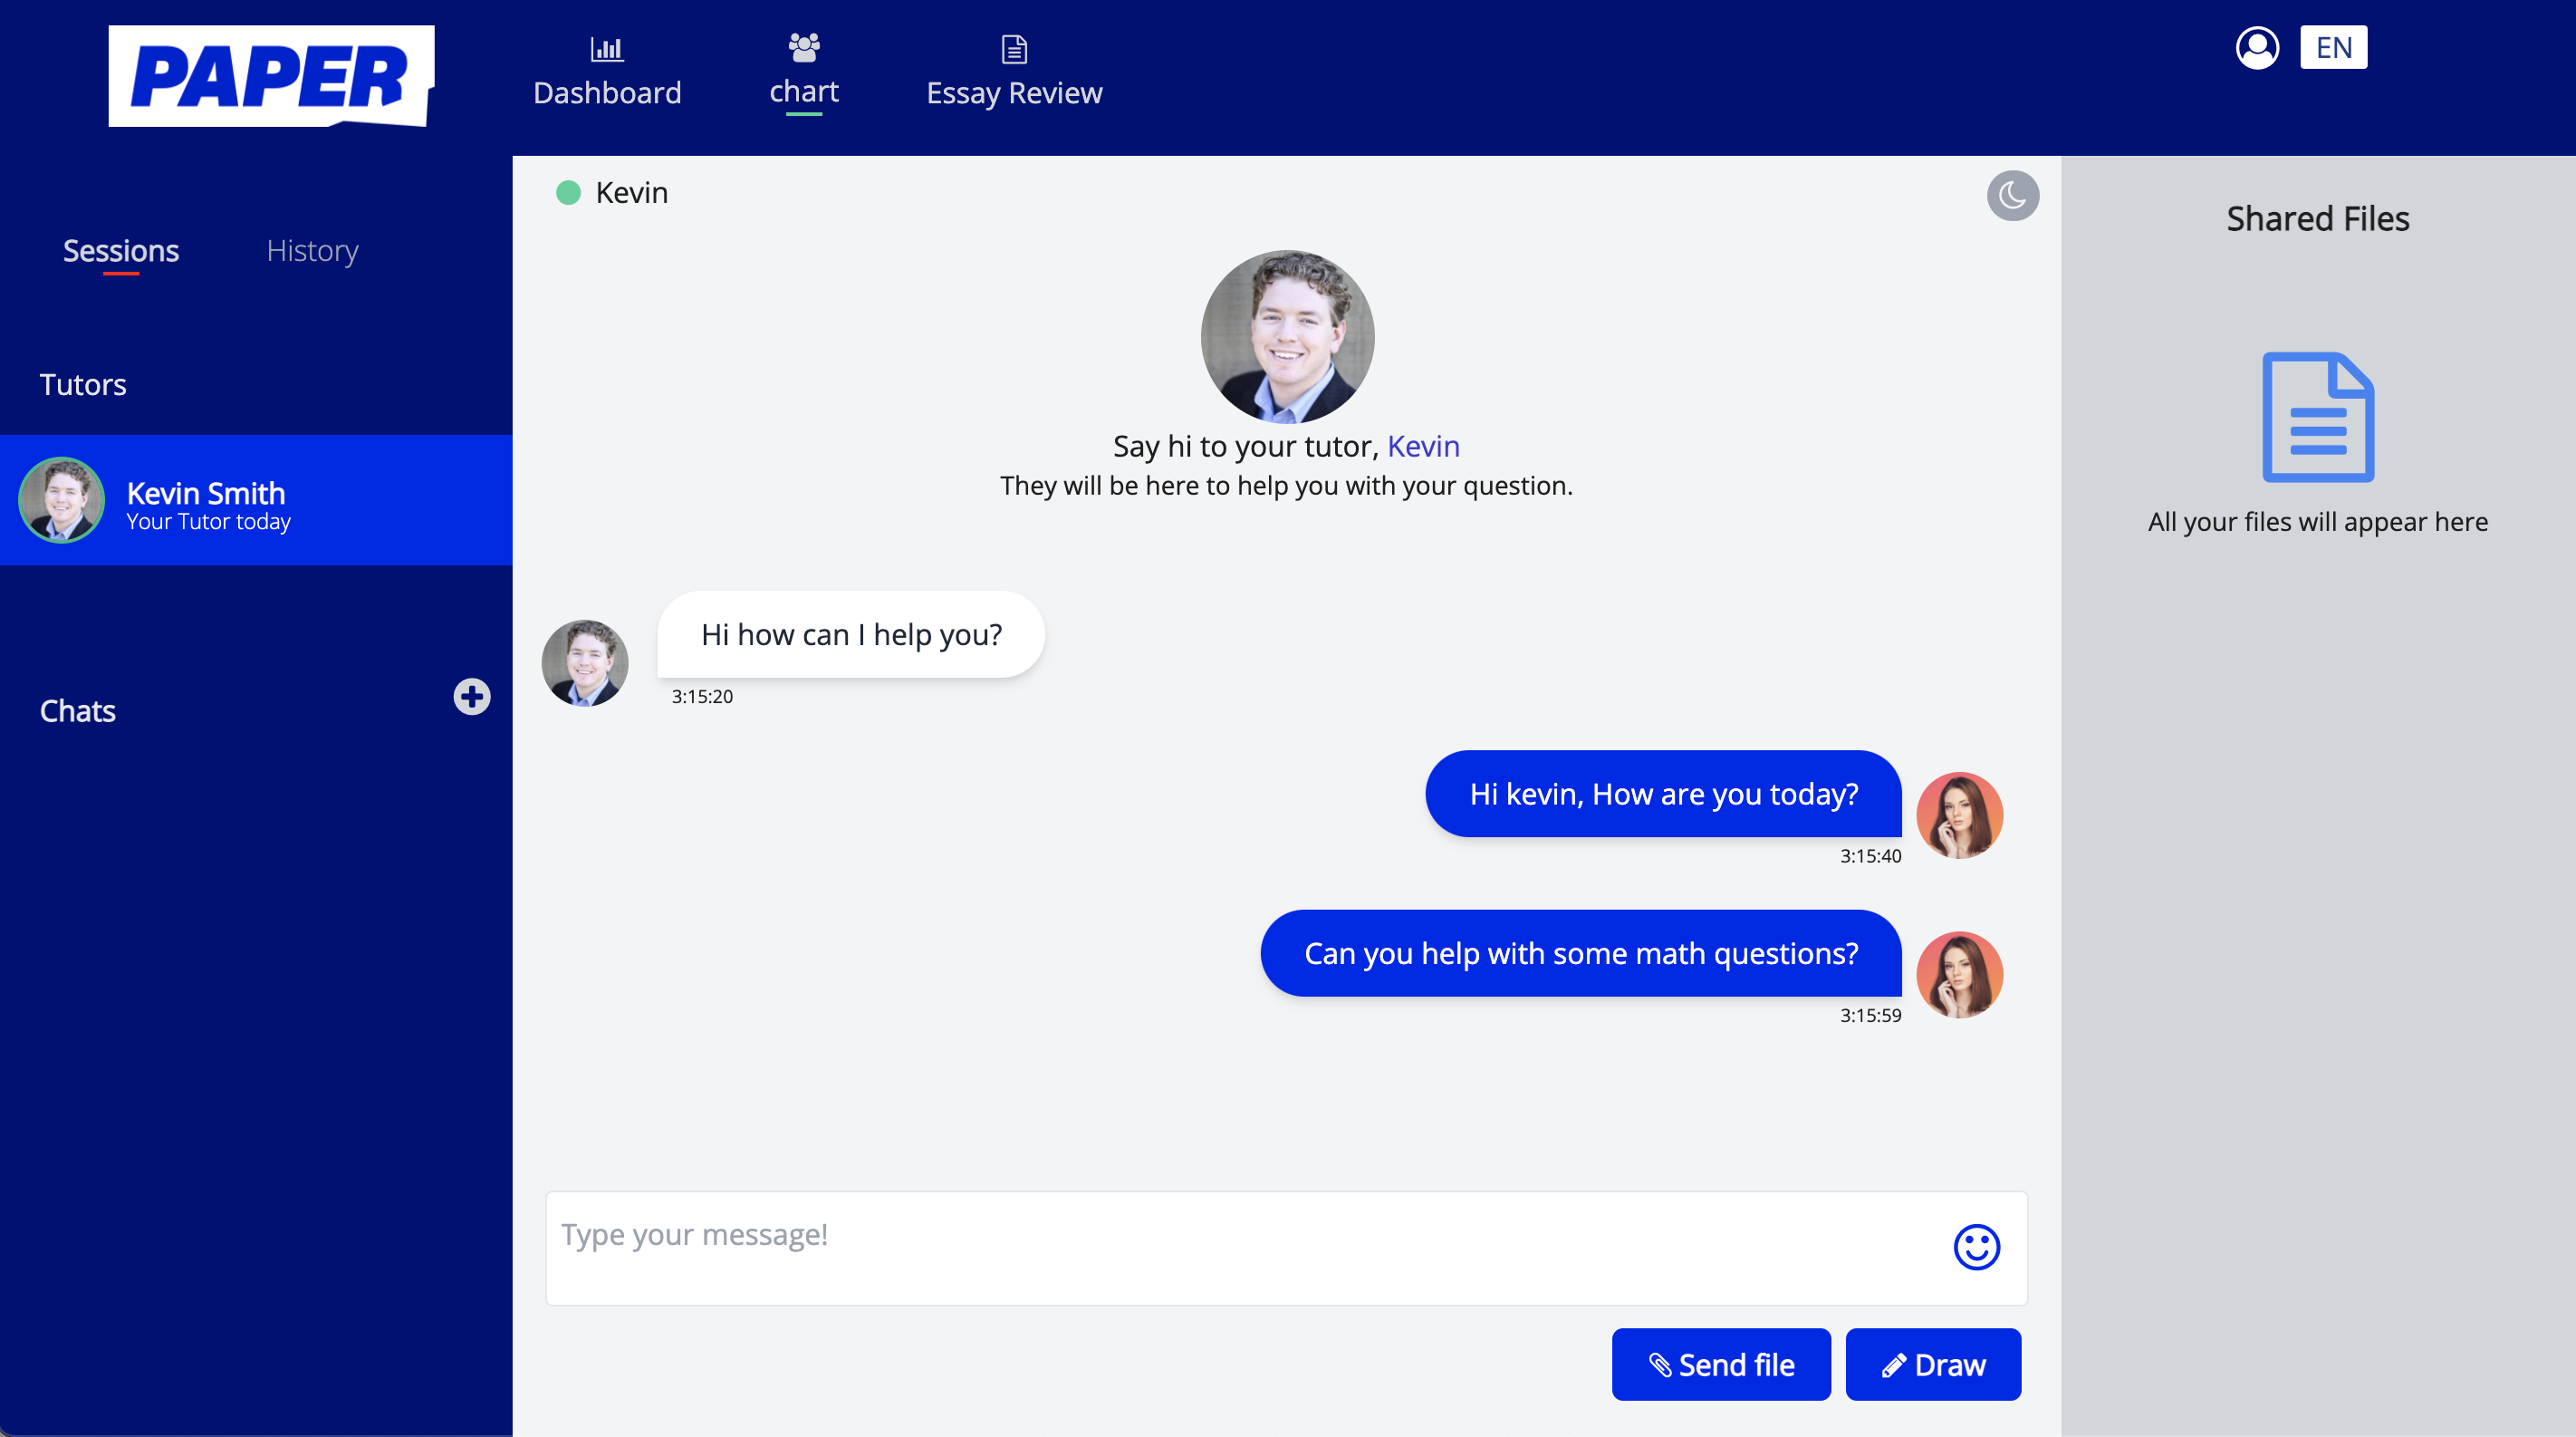 PAPER
Dashboard
chart
Essay Review
EN
Sessions
History
Tutors
Kevin Smith
Your Tutor today
Chats
Kevin
Say hi to your tutor, Kevin
They will be here to help you with your question.
Hi how can I help you?
3:15:20
Hi kevin, How are you today?
3:15:40
Can you help with some math questions?
3:15:59
Type your message!
Send file
Draw
Shared Files
All your files will appear here